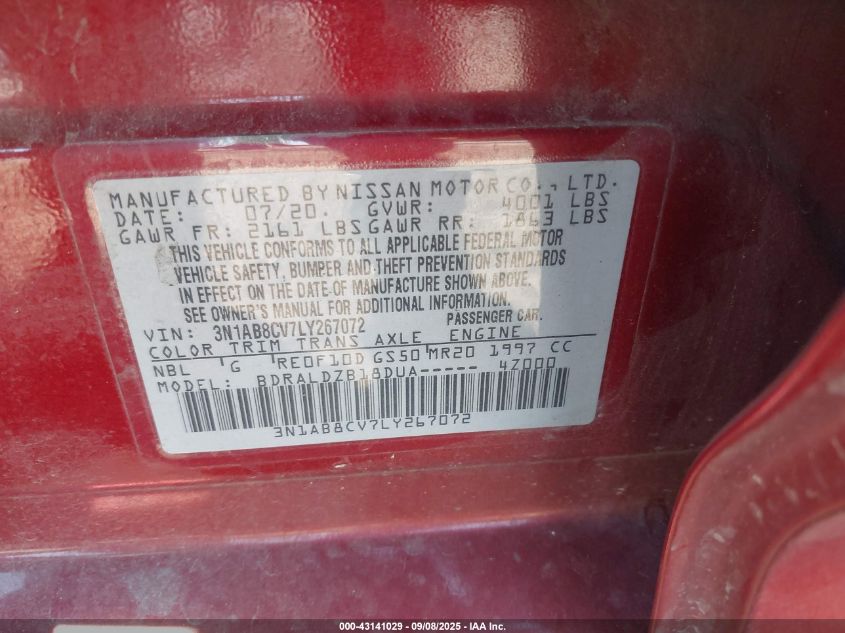 MANUFACTURED BY NISSAN MOTOR CO., LTD.
DATE: 07/20. GVWR: 4001 LBS
GAWR FR: 2161 LBS GAWR RR: 1863 LBS
THIS VEHICLE CONFORMS TO ALL APPLICABLE FEDERAL MOTOR
VEHICLE SAFETY, BUMPER AND THEFT PREVENTION STANDARDS
IN EFFECT ON THE DATE OF MANUFACTURE SHOWN ABOVE.
SEE OWNER'S MANUAL FOR ADDITIONAL INFORMATION.
VIN: 3N1AB8CV7LY267072 PASSENGER CAR.
COLOR TRIM TRANS AXLE ENGINE
NBL G RE0F10D GS50 MR20 1997 CC
MODEL: BDRALDZB18DUA----- 4Z000
3N1AB8CV7LY267072
000-43141029 - 09/08/2025 - IAA Inc.